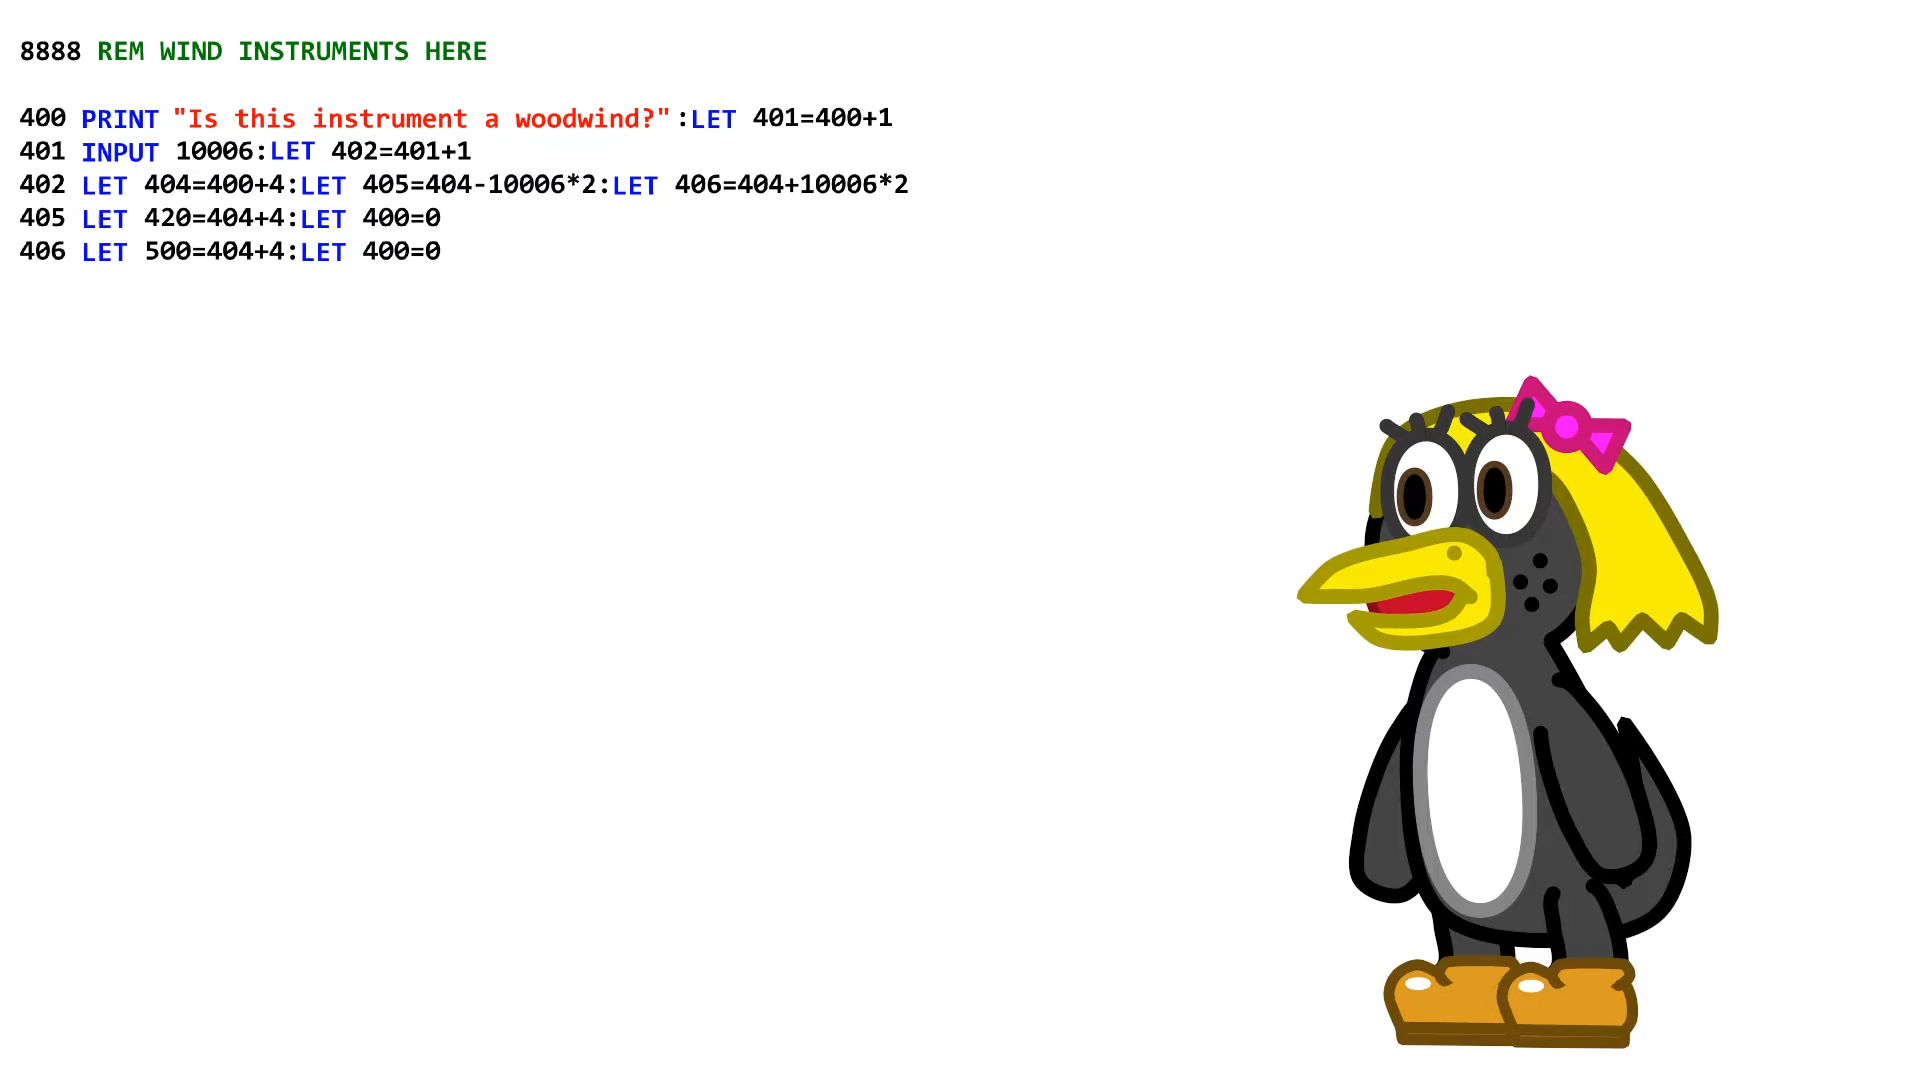 8888 REM WIND INSTRUMENTS HERE
400 PRINT "Is this instrument a woodwind?":LET 401=400+1
401 INPUT 10006:LET 402=401+1
402 LET 404=400+4:LET 405=404-10006*2:LET 406=404+10006*2
405 LET 420=404+4:LET 400=0
406 LET 500=404+4:LET 400=0